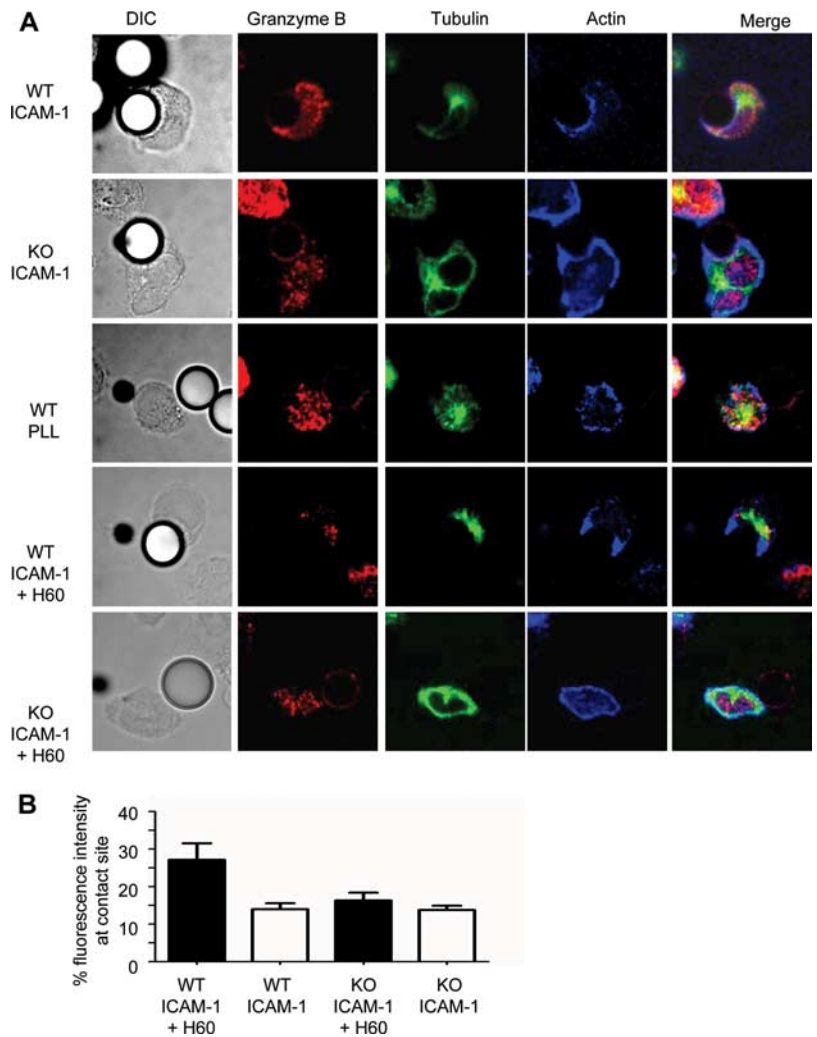 A
DIC Granzyme B Tubulin Actin Merge
WT
ICAM-1
KO
ICAM-1
WT
PLL
WT
ICAM-1
+ H60
KO
ICAM-1
+ H60
B
% fluorescence intensity
at contact site
40
30
20
10
0
WT
ICAM-1
+ H60
WT
ICAM-1
KO
ICAM-1
+ H60
KO
ICAM-1